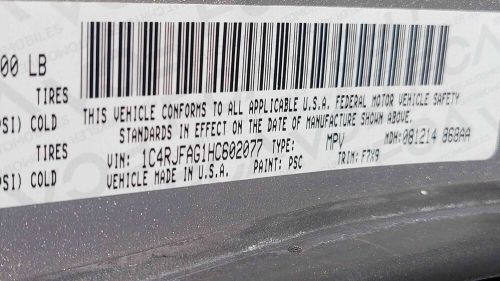 00 LB
TIRES
THIS VEHICLE CONFORMS TO ALL APPLICABLE U.S.A. FEDERAL MOTOR VEHICLE SAFETY
PSI) COLD STANDARDS IN EFFECT ON THE DATE OF MANUFACTURE SHOWN ABOVE.
TIRES VIN: 1C4RJFAG1HC602077 TYPE: MPV MDH: 081214 868AA
PSI) COLD VEHICLE MADE IN U.S.A. PAINT: PSC TRIM: F7X9